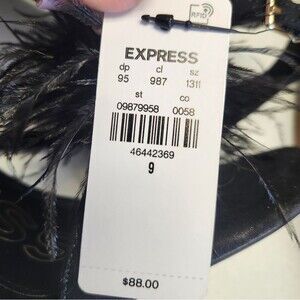 RFID
EXPRESS
dp cl sz
95 987 1311
st co
09879958 0058
46442369
9
$88.00